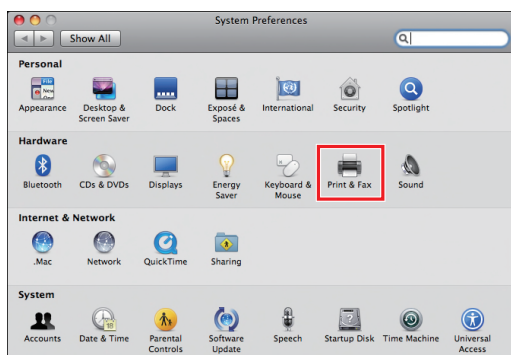 System Preferences
Show All
Personal
Appearance
Desktop &
Screen Saver
Dock
Exposé &
Spaces
International
Security
Spotlight
Hardware
Bluetooth
CDs & DVDs
Displays
Energy
Saver
Keyboard &
Mouse
Print & Fax
Sound
Internet & Network
.Mac
Network
QuickTime
Sharing
System
Accounts
Date & Time
Parental
Controls
Software
Update
Speech
Startup Disk
Time Machine
Universal
Access